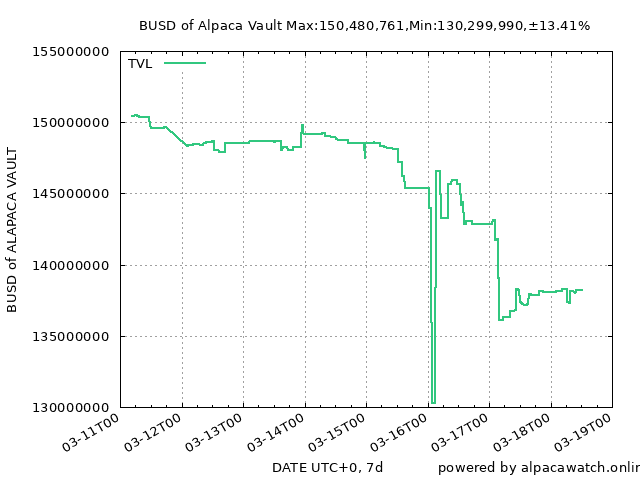 BUSD of Alpaca Vault Max:150,480,761,Min:130,299,990,±13.41%
155000000
TVL
150000000
145000000
140000000
135000000
130000000
BUSD of ALAPACA VAULT
03-11T00
03-12T00
03-13T00
03-14T00
03-15T00
03-16T00
03-17T00
03-18T00
03-19T00
DATE UTC+0, 7d
powered by alpacawatch.onlin